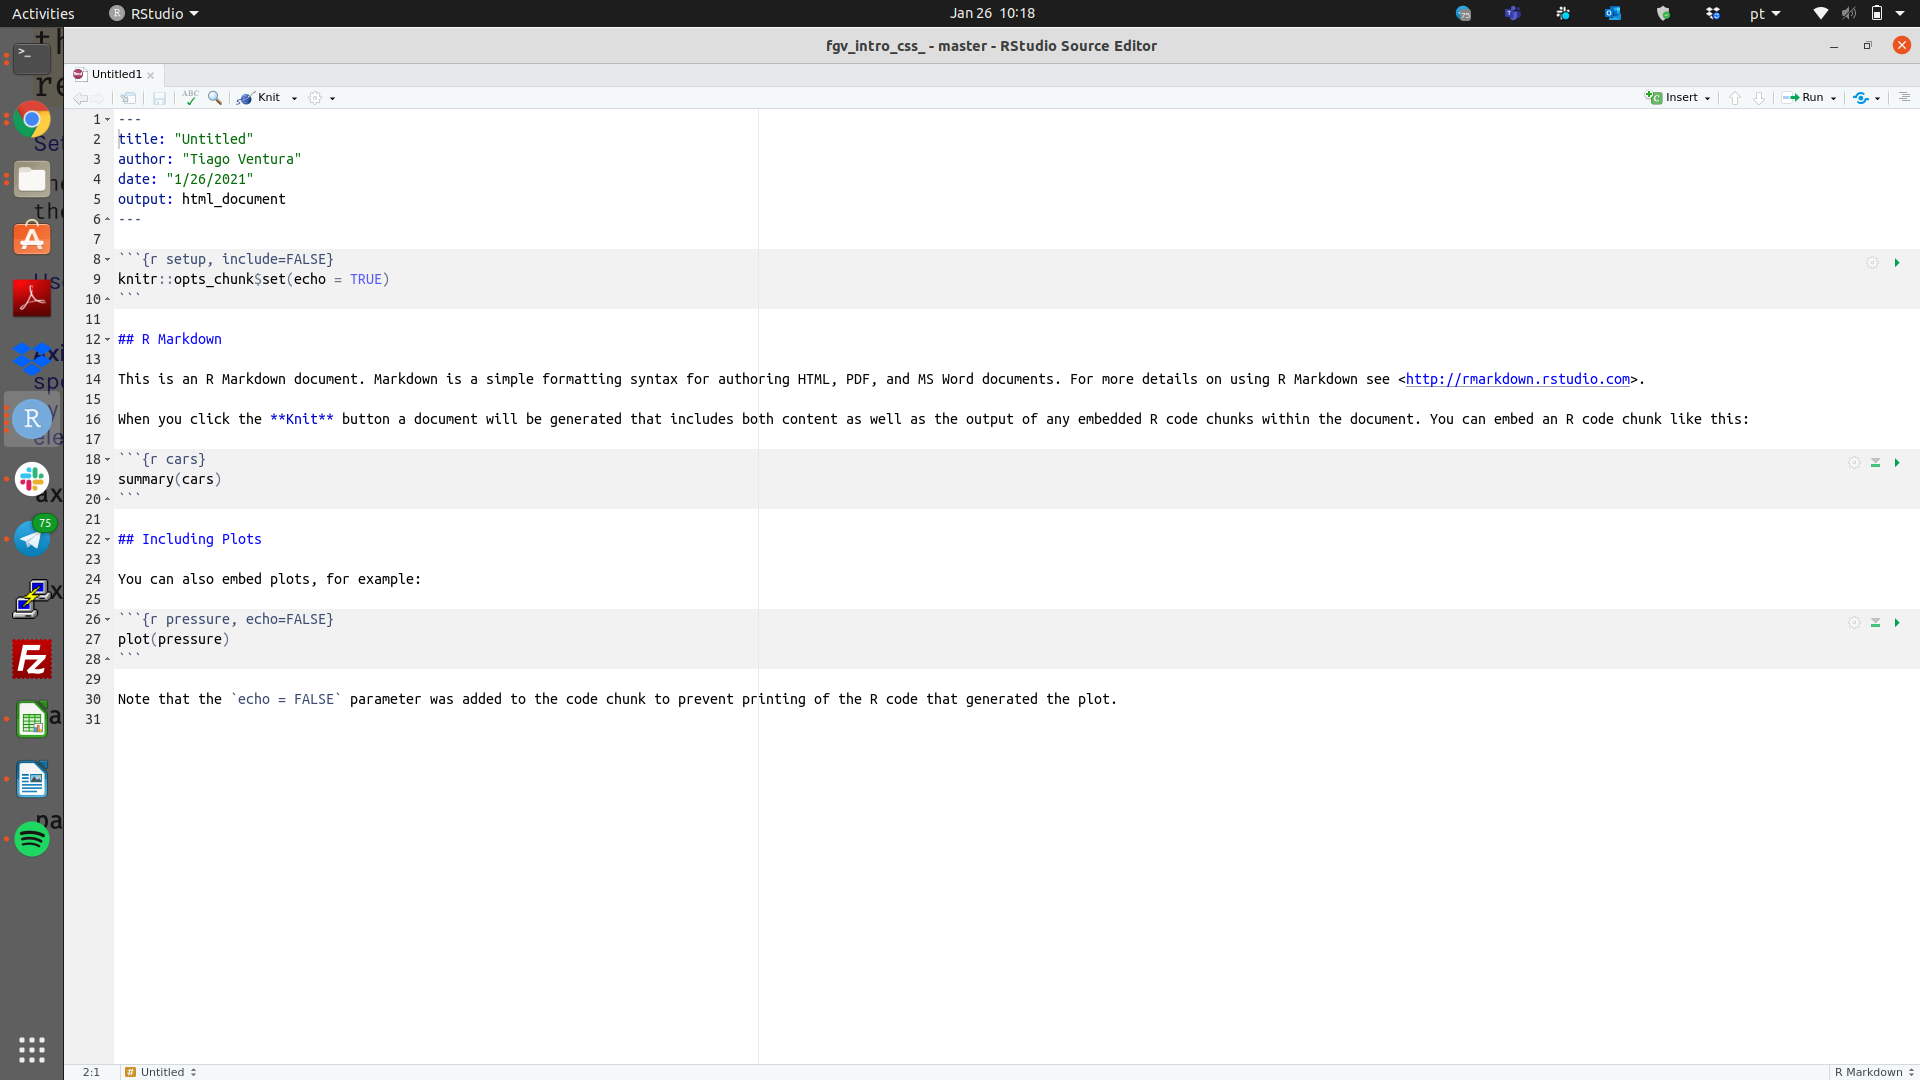 Activities RStudio Jan 26 10:18 75 pt
fgv_intro_css_ - master - RStudio Source Editor
Untitled1
ABC Knit Insert Run
1 ---
2 title: "Untitled"
3 author: "Tiago Ventura"
4 date: "1/26/2021"
5 output: html_document
6 ---
7
8 ```{r setup, include=FALSE}
9 knitr::opts_chunk$set(echo = TRUE)
10 ```
11
12 ## R Markdown
13
14 This is an R Markdown document. Markdown is a simple formatting syntax for authoring HTML, PDF, and MS Word documents. For more details on using R Markdown see <http://rmarkdown.rstudio.com>.
15
16 When you click the **Knit** button a document will be generated that includes both content as well as the output of any embedded R code chunks within the document. You can embed an R code chunk like this:
17
18 ```{r cars}
19 summary(cars)
20 ```
21
22 ## Including Plots
23
24 You can also embed plots, for example:
25
26 ```{r pressure, echo=FALSE}
27 plot(pressure)
28 ```
29
30 Note that the `echo = FALSE` parameter was added to the code chunk to prevent printing of the R code that generated the plot.
31
75
2:1 Untitled R Markdown